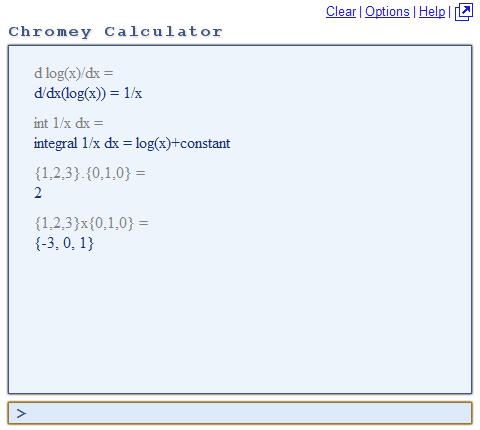 Clear | Options | Help |
Chromey Calculator
d log(x)/dx =
d/dx(log(x)) = 1/x
int 1/x dx =
integral 1/x dx = log(x)+constant
{1,2,3}.{0,1,0} =
2
{1,2,3}x{0,1,0} =
{-3, 0, 1}
>